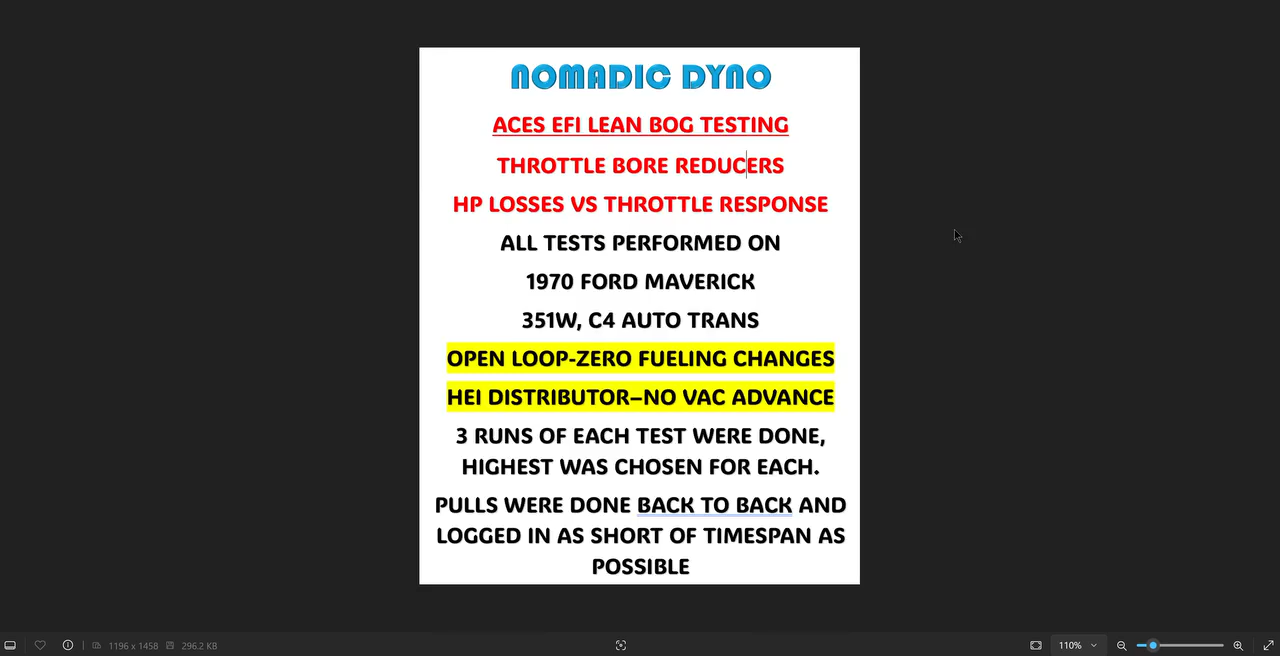 NOMADIC DYNO
ACES EFI LEAN BOG TESTING
THROTTLE BORE REDUCERS
HP LOSSES VS THROTTLE RESPONSE
ALL TESTS PERFORMED ON
1970 FORD MAVERICK
351W, C4 AUTO TRANS
OPEN LOOP-ZERO FUELING CHANGES
HEI DISTRIBUTOR–NO VAC ADVANCE
3 RUNS OF EACH TEST WERE DONE,
HIGHEST WAS CHOSEN FOR EACH.
PULLS WERE DONE BACK TO BACK AND
LOGGED IN AS SHORT OF TIMESPAN AS
POSSIBLE
1196 x 1458 296.2 KB 110%